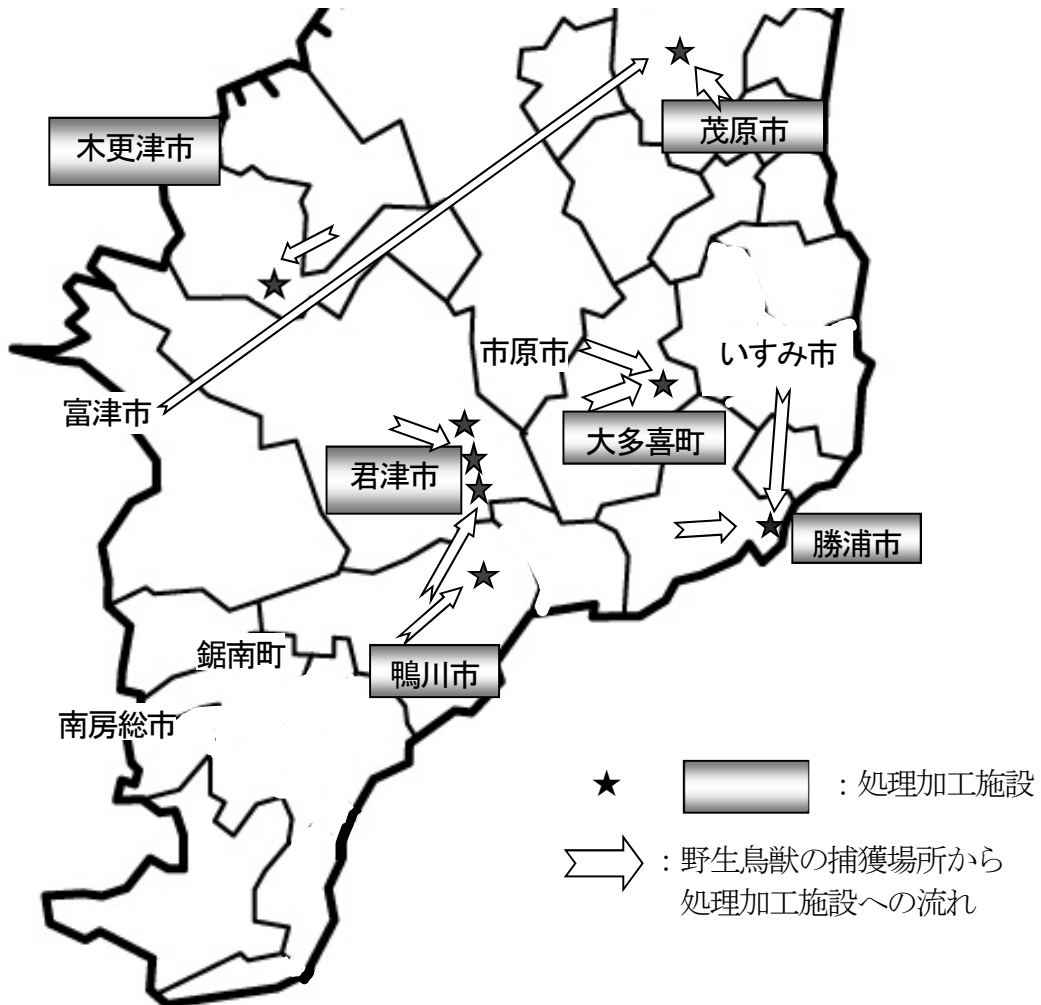 茂原市
木更津市
市原市
いすみ市
富津市
大多喜町
君津市
勝浦市
鋸南町
鴨川市
南房総市
：処理加工施設
：野生鳥獣の捕獲場所から
処理加工施設への流れ